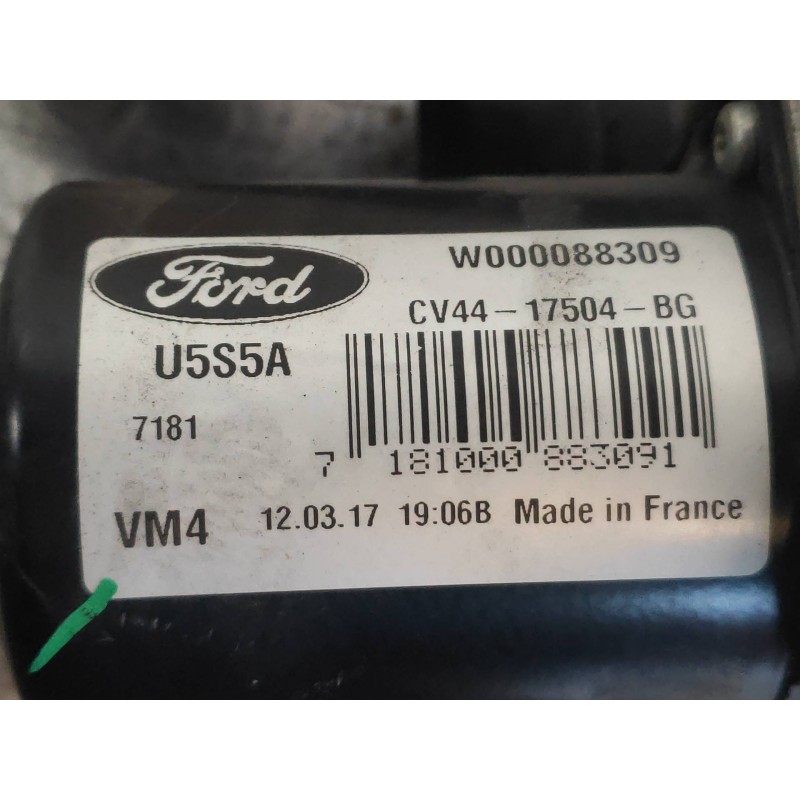 Ford
W000088309
CV44-17504-BG
U5S5A
7181
7 181000 883091
VM4 12.03.17 19:06B Made in France